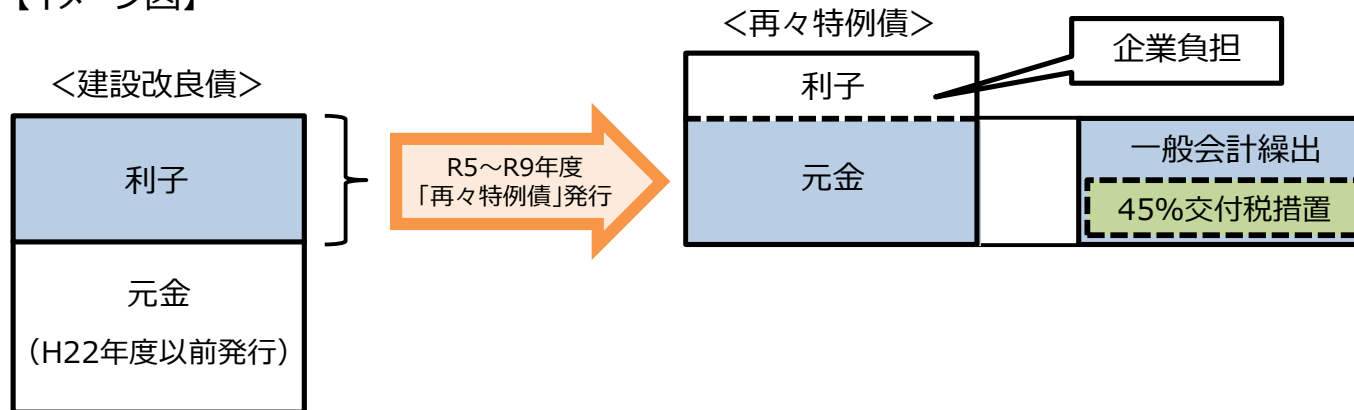 【イメージ図】
＜建設改良債＞
利子
元金
（H22年度以前発行）
R5～R9年度
「再々特例債」発行
＜再々特例債＞
利子
元金
企業負担
一般会計繰出
45%交付税措置